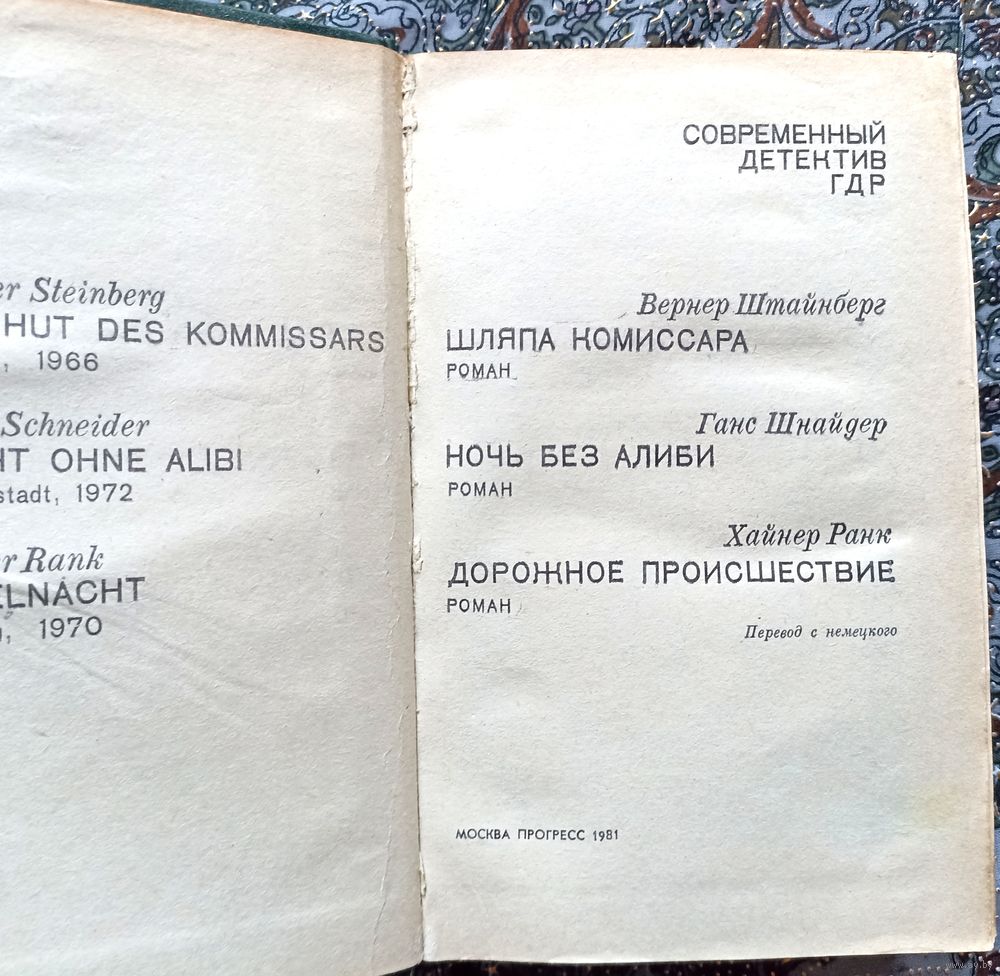 er Steinberg
HUT DES KOMMISSARS
, 1966
Schneider
HT OHNE ALIBI
stadt, 1972
er Rank
ELNACHT
, 1970
СОВРЕМЕННЫЙ
ДЕТЕКТИВ
ГДР
Вернер Штайнберг
ШЛЯПА КОМИССАРА
РОМАН
Ганс Шнайдер
НОЧЬ БЕЗ АЛИБИ
РОМАН
Хайнер Ранк
ДОРОЖНОЕ ПРОИСШЕСТВИЕ
РОМАН
Перевод с немецкого
МОСКВА ПРОГРЕСС 1981